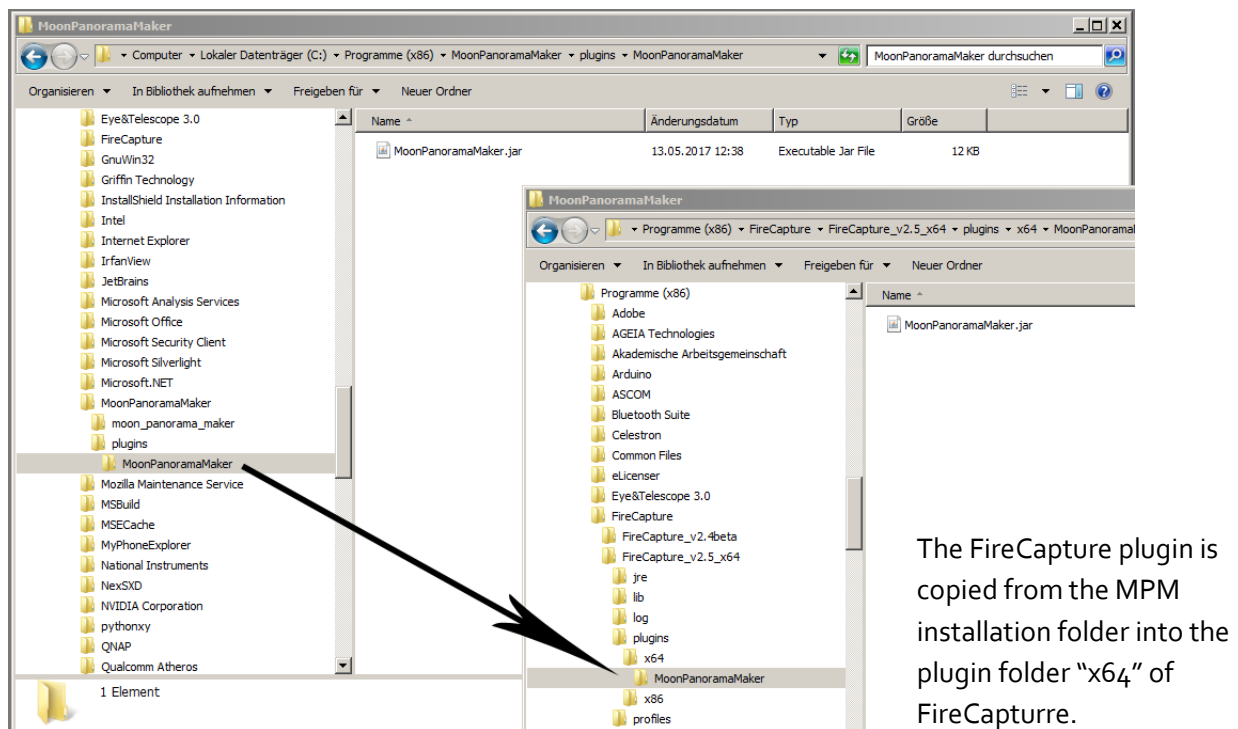 MoonPanoramaMaker
Computer Lokaler Datenträger (C:) Programme (x86) MoonPanoramaMaker plugins MoonPanoramaMaker
MoonPanoramaMaker durchsuchen
Organisieren In Bibliothek aufnehmen Freigeben für Neuer Ordner
Eye&Telescope 3.0
FireCapture
GnuWin32
Griffin Technology
InstallShield Installation Information
Intel
Internet Explorer
IrfanView
JetBrains
Microsoft Analysis Services
Microsoft Office
Microsoft Security Client
Microsoft Silverlight
Microsoft.NET
MoonPanoramaMaker
moon_panorama_maker
plugins
MoonPanoramaMaker
Mozilla Maintenance Service
MSBuild
MSECache
MyPhoneExplorer
National Instruments
NexSXD
NVIDIA Corporation
pythonxy
QNAP
Qualcomm Atheros
1 Element
Name Änderungsdatum Typ Größe
MoonPanoramaMaker.jar 13.05.2017 12:38 Executable Jar File 12 KB
MoonPanoramaMaker
Programme (x86) FireCapture FireCapture_v2.5_x64 plugins x64 MoonPanoramal
Organisieren In Bibliothek aufnehmen Freigeben für Neuer Ordner
Programme (x86)
Adobe
AGEIA Technologies
Akademische Arbeitsgemeinschaft
Arduino
ASCOM
Bluetooth Suite
Celestron
Common Files
eLicenser
Eye&Telescope 3.0
FireCapture
FireCapture_v2.4beta
FireCapture_v2.5_x64
jre
lib
log
plugins
x64
MoonPanoramaMaker
x86
profiles
Name
MoonPanoramaMaker.jar
The FireCapture plugin is
copied from the MPM
installation folder into the
plugin folder “x64” of
FireCapturre.